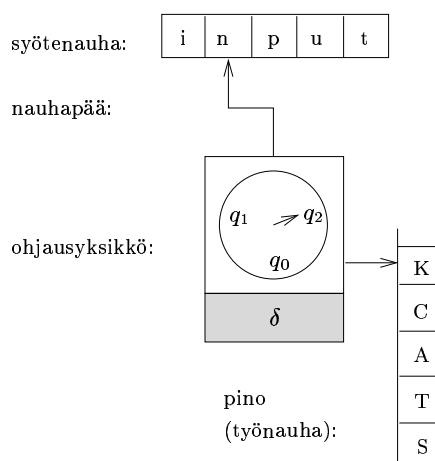 syötenauha: i n p u t
nauhapää:
q₁ q₂
ohjausyksikkö:
q₀
K
δ
C
A
pino
T
(työnauha):
S